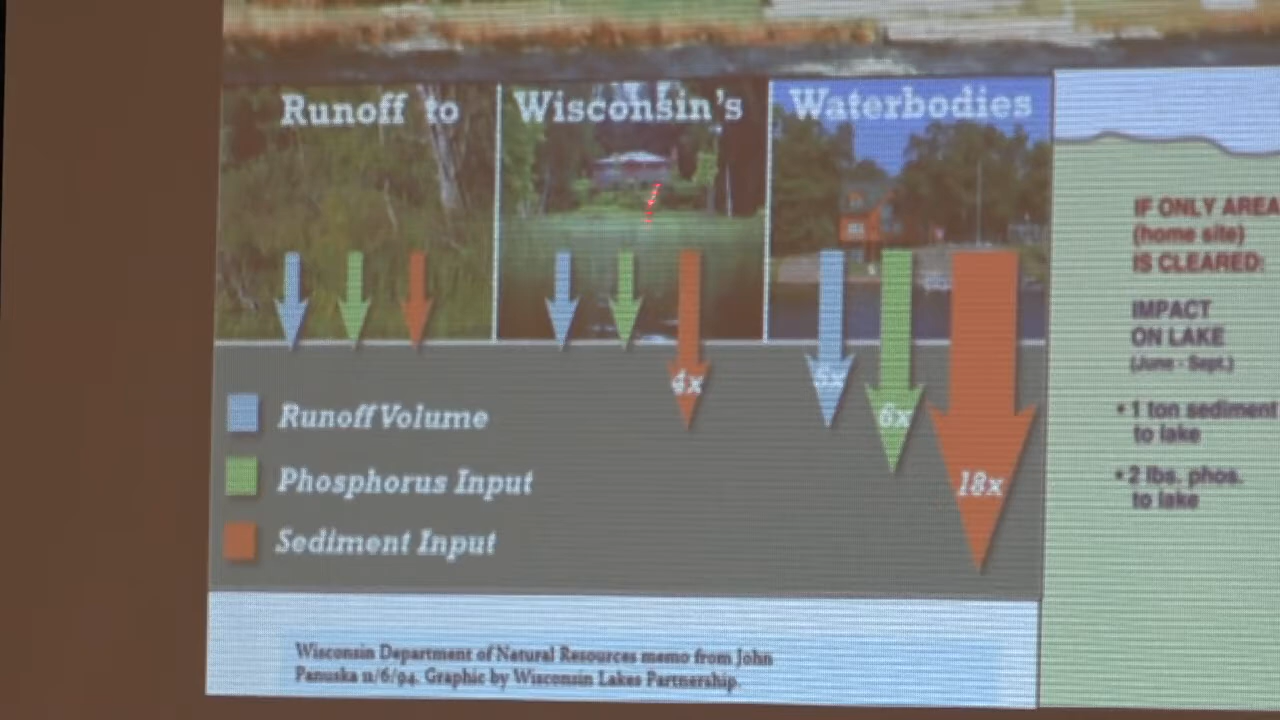 Runoff to Wisconsin's Waterbodies
4x
5x
6x
18x
Runoff Volume
Phosphorus Input
Sediment Input
Wisconsin Department of Natural Resources memo from John
Panuska 11/6/94. Graphic by Wisconsin Lakes Partnership.
IF ONLY AREA
(home site)
IS CLEARED:
IMPACT
ON LAKE
(June - Sept.)
• 1 ton sediment
to lake
• 2 lbs. phos.
to lake